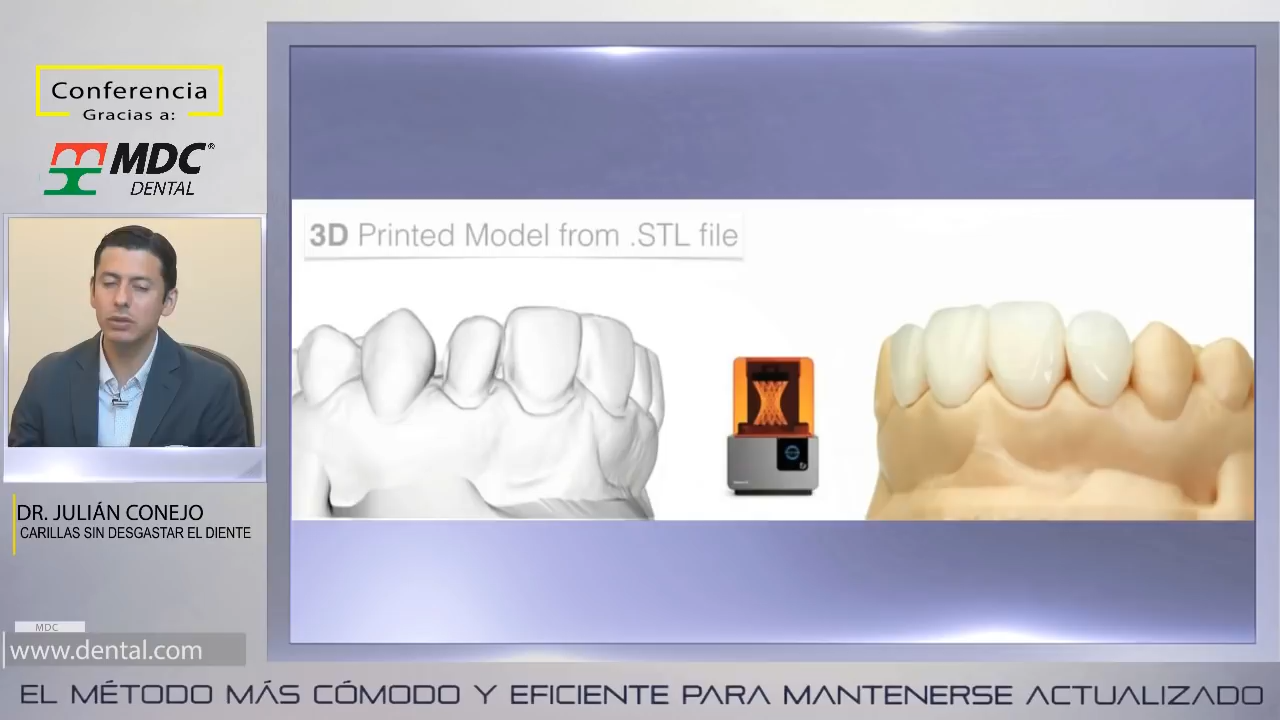 Conferencia
Gracias a:
MDC®
DENTAL
3D Printed Model from .STL file
DR. JULIÁN CONEJO
CARILLAS SIN DESGASTAR EL DIENTE
MDC
www.dental.com
EL MÉTODO MÁS CÓMODO Y EFICIENTE PARA MANTENERSE ACTUALIZADO